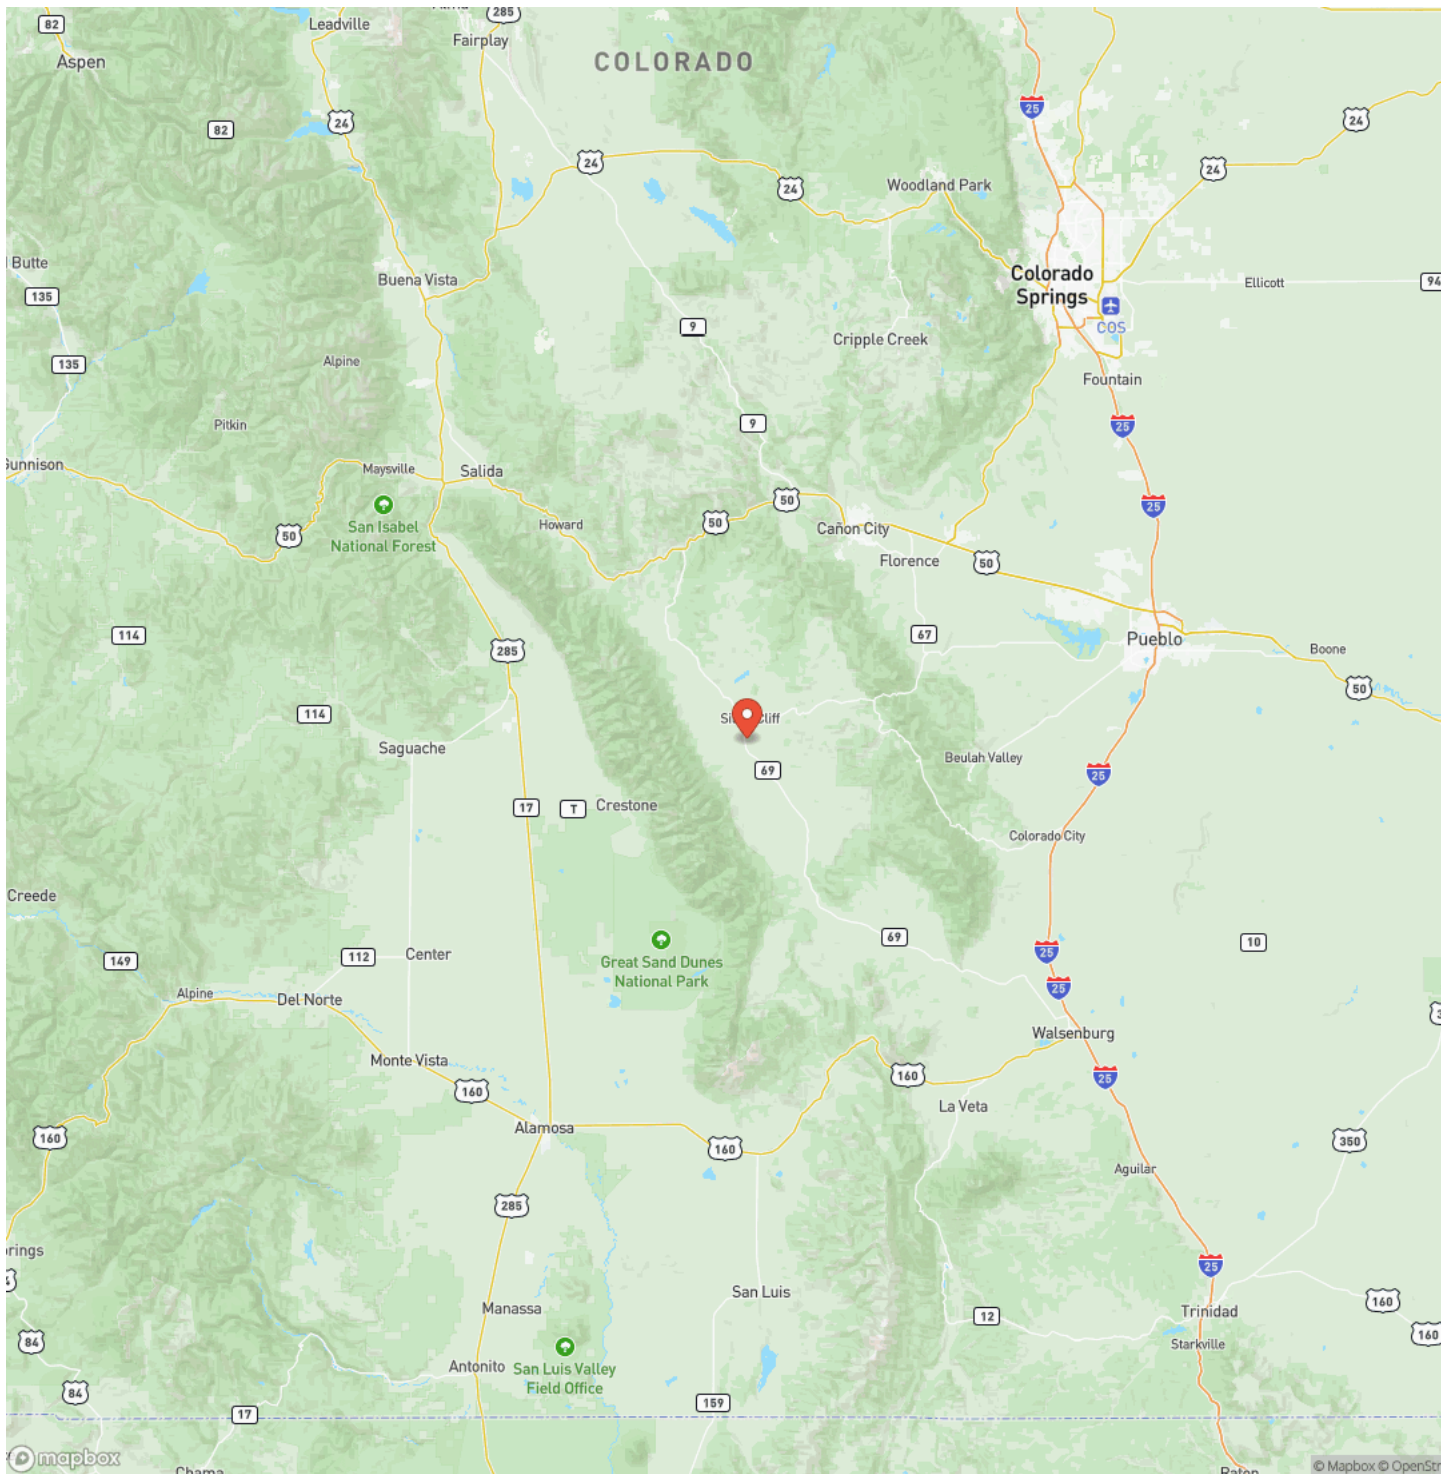 82
Leadville
285
Fairplay
Aspen
COLORADO
25
24
24
82
24
24
24
Woodland Park
Butte
135
Buena Vista
Colorado
Springs
COS
Ellicott
94
9
Cripple Creek
135
Alpine
Fountain
9
25
Pitkin
Gunnison
Maysville
Salida
San Isabel
National Forest
50
50
50
Howard
Cañon City
25
Florence
50
114
285
67
Pueblo
Boone
50
114
Saguache
Cliff
69
Beulah Valley
25
17
T
Crestone
Colorado City
Creede
149
112
Center
Great Sand Dunes
National Park
69
25
10
25
Alpine
Del Norte
Walsenburg
Monte Vista
160
160
25
La Veta
160
Alamosa
160
350
Aguilar
285
25
San Luis
Manassa
12
Trinidad
160
Starkville
160
84
Antonito
San Luis Valley
Field Office
84
159
17
mapbox
Chama
Raton
© Mapbox © OpenStr